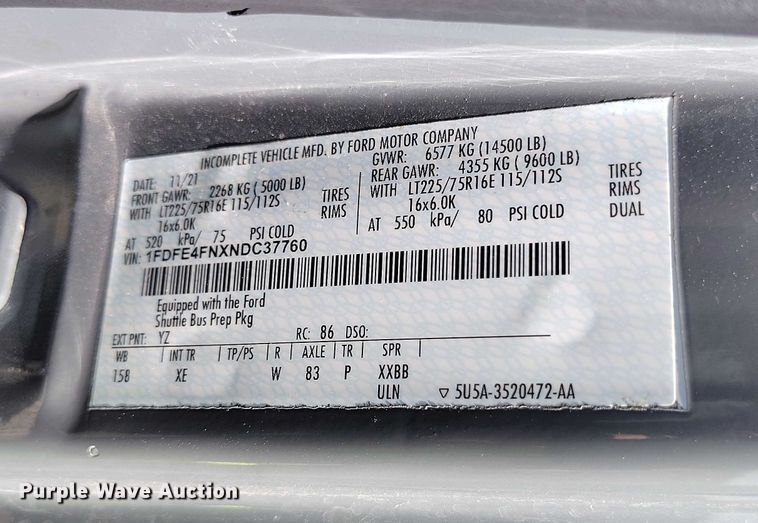 INCOMPLETE VEHICLE MFD. BY FORD MOTOR COMPANY
DATE: 11/21 GVWR: 6577 KG (14500 LB)
FRONT GAWR: 2268 KG ( 5000 LB) REAR GAWR: 4355 KG ( 9600 LB)
WITH LT225/75R16E 115/112S TIRES WITH LT225/75R16E 115/112S TIRES
16x6.0K RIMS 16x6.0K RIMS
AT 520 kPa/ 75 PSI COLD AT 550 kPa/ 80 PSI COLD DUAL
VIN: 1FDFE4FNXNDC37760
Equipped with the Ford
Shuttle Bus Prep Pkg
EXT PNT: YZ RC: 86 DSO:
WB INT TR TP/PS R AXLE TR SPR
158 XE W 83 P XXBB
ULN ▽ 5U5A-3520472-AA
Purple Wave Auction